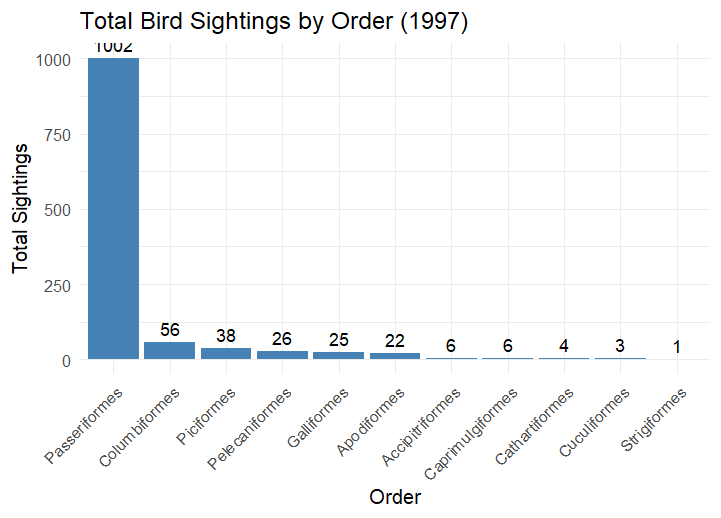 Total Bird Sightings by Order (1997)
Total Sightings
1000
750
500
250
0
1002
56
38
26
25
22
6
6
4
3
1
Passeriformes
Columbiformes
Piciformes
Pelecaniformes
Galliformes
Apodiformes
Accipitriformes
Caprimulgiformes
Cathartiformes
Cuculiformes
Strigiformes
Order